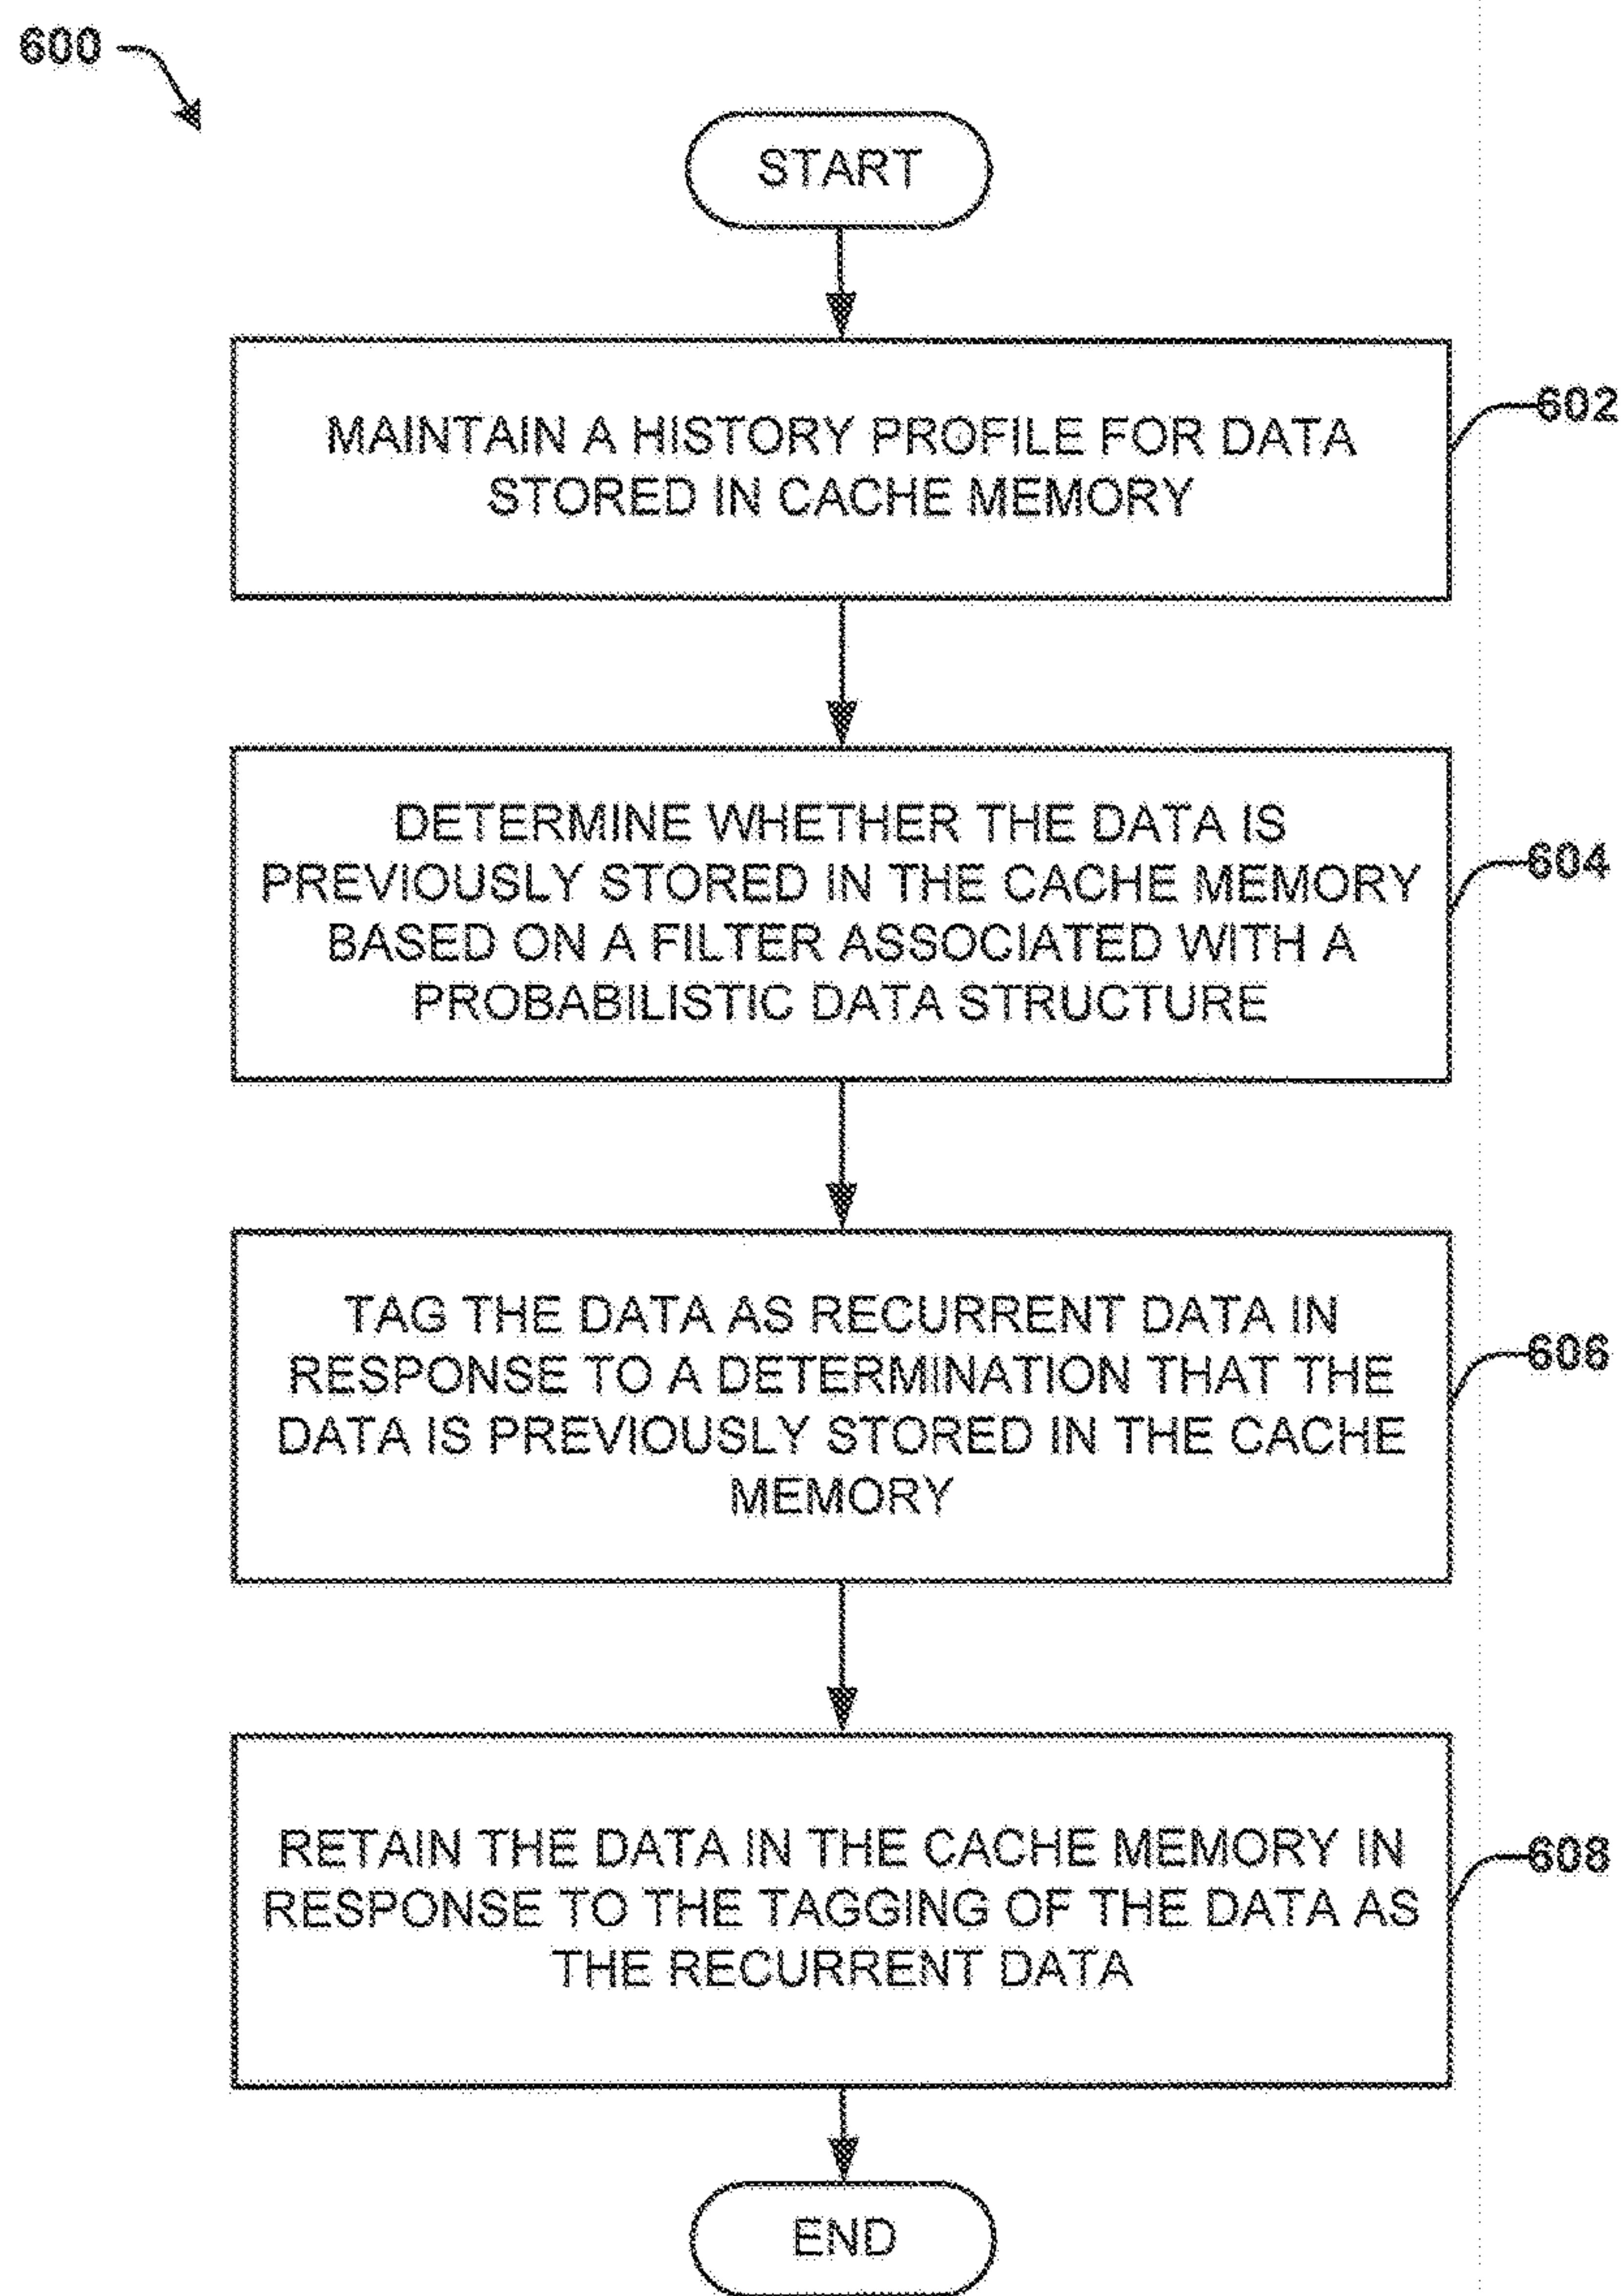 600
START
MAINTAIN A HISTORY PROFILE FOR DATA
STORED IN CACHE MEMORY
602
DETERMINE WHETHER THE DATA IS
PREVIOUSLY STORED IN THE CACHE MEMORY
BASED ON A FILTER ASSOCIATED WITH A
PROBABILISTIC DATA STRUCTURE
604
TAG THE DATA AS RECURRENT DATA IN
RESPONSE TO A DETERMINATION THAT THE
DATA IS PREVIOUSLY STORED IN THE CACHE
MEMORY
606
RETAIN THE DATA IN THE CACHE MEMORY IN
RESPONSE TO THE TAGGING OF THE DATA AS
THE RECURRENT DATA
608
END